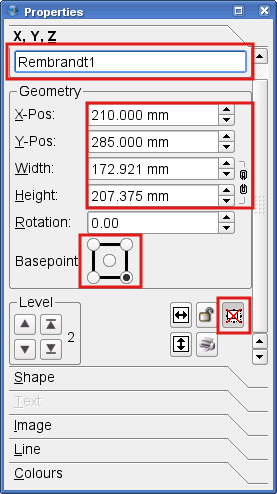 Properties
X, Y, Z
Rembrandt1
Geometry
X-Pos: 210.000 mm
Y-Pos: 285.000 mm
Width: 172.921 mm
Height: 207.375 mm
Rotation: 0.00
Basepoint
Level
2
Shape
Text
Image
Line
Colours